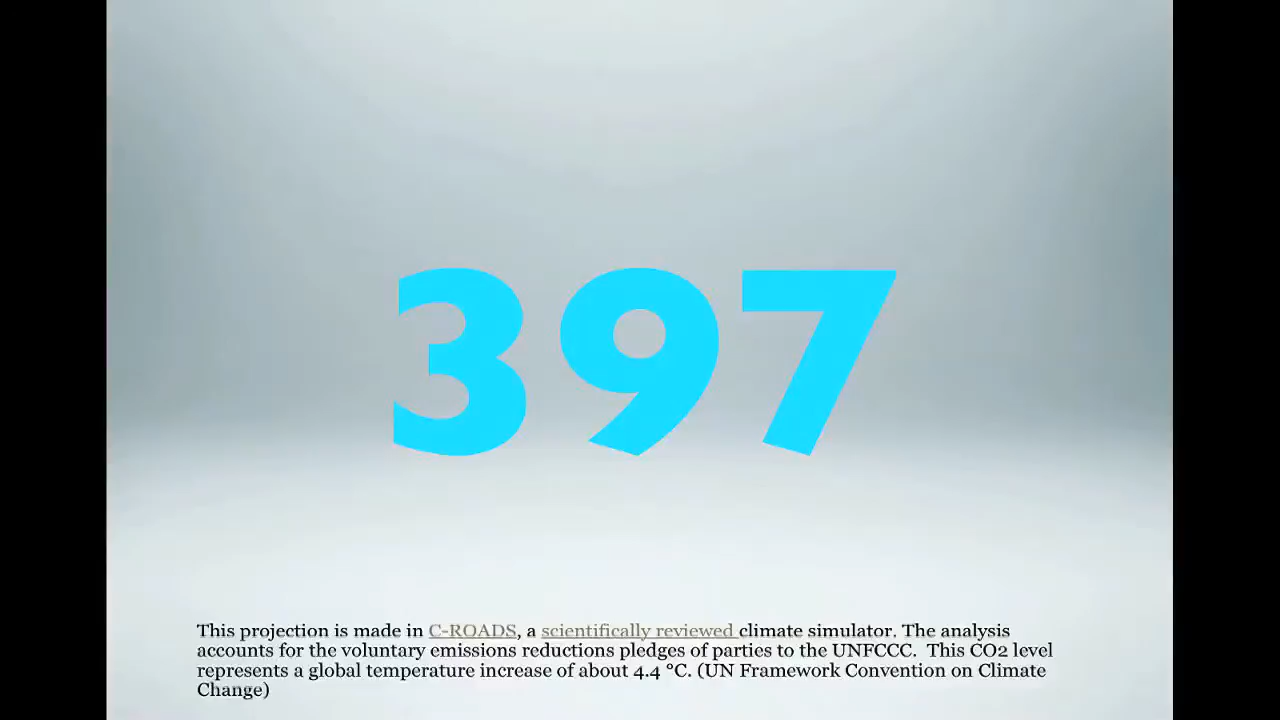 397
This projection is made in C-ROADS, a scientifically reviewed climate simulator. The analysis
accounts for the voluntary emissions reductions pledges of parties to the UNFCCC.  This CO2 level
represents a global temperature increase of about 4.4 °C. (UN Framework Convention on Climate
Change)